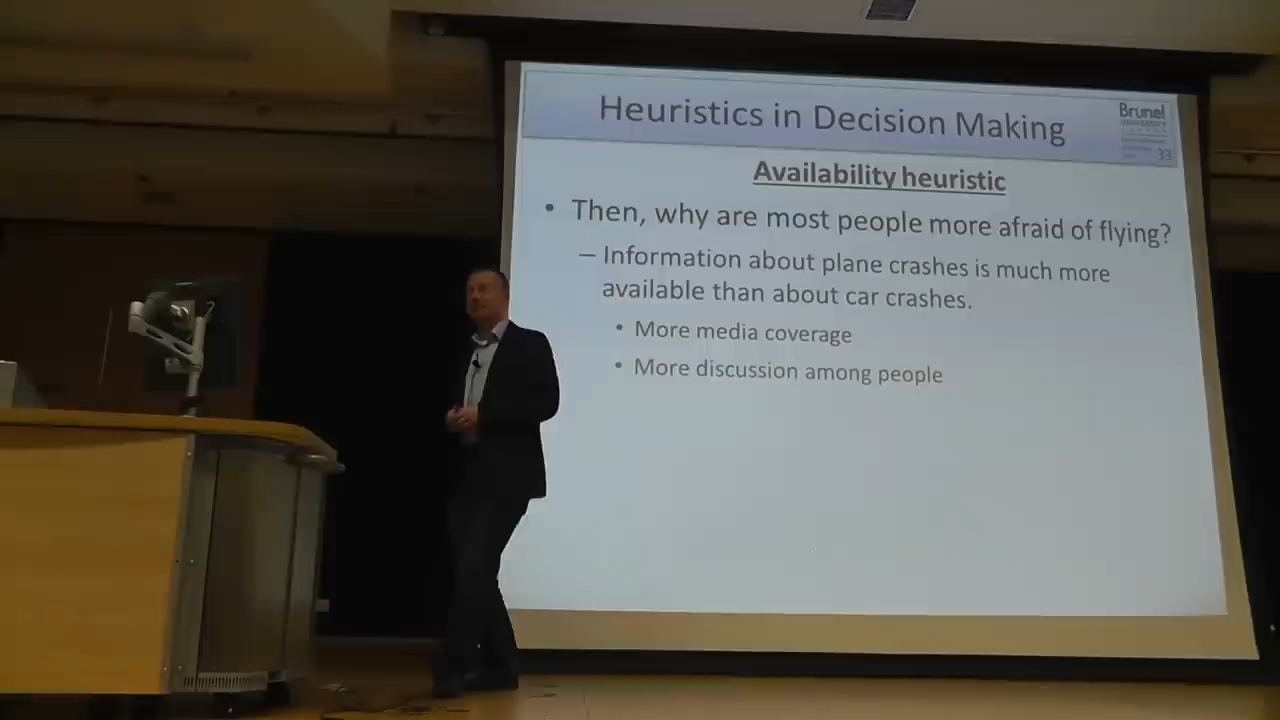 Heuristics in Decision Making
Brunel
33
Availability heuristic
• Then, why are most people more afraid of flying?
– Information about plane crashes is much more
available than about car crashes.
• More media coverage
• More discussion among people